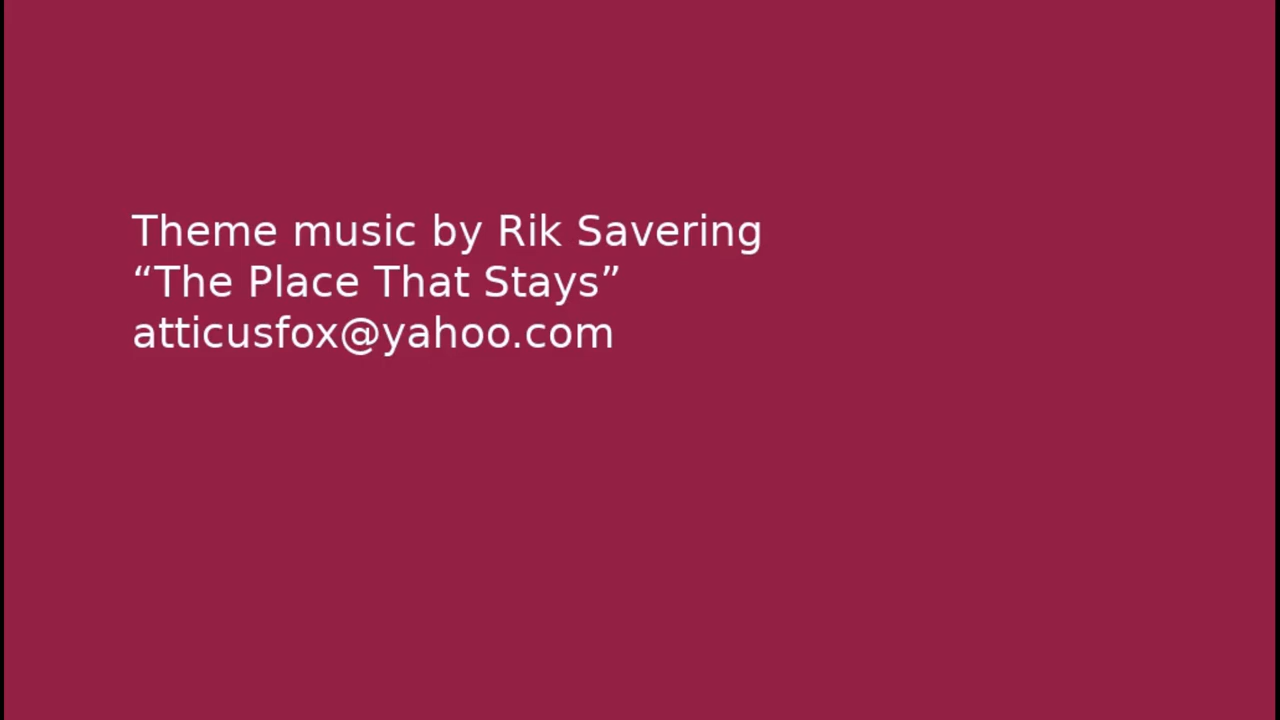 Theme music by Rik Savering
“The Place That Stays”
atticusfox@yahoo.com